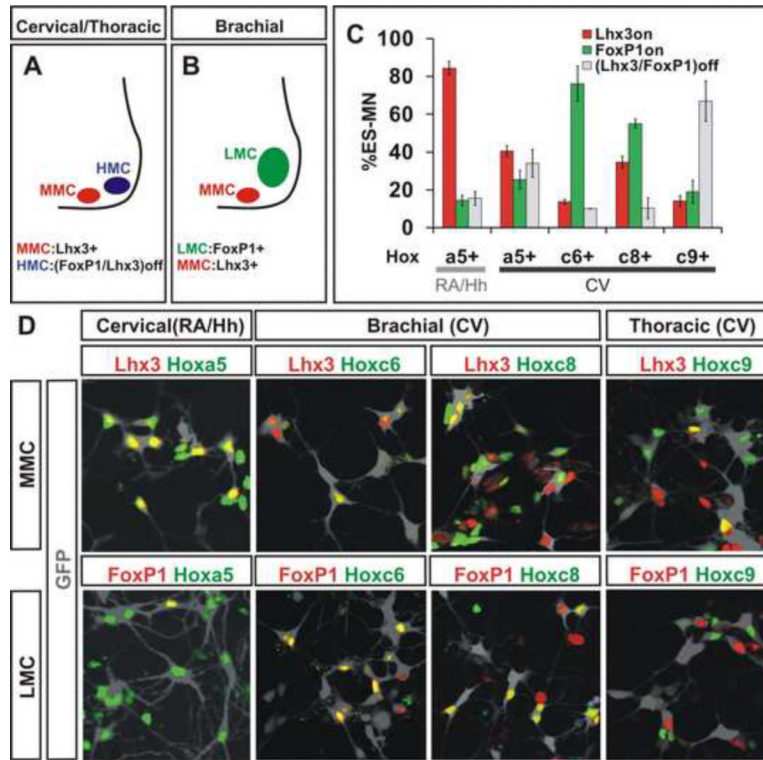 Cervical/Thoracic
Brachial
A
HMC
MMC
MMC:Lhx3+
HMC:(FoxP1/Lhx3)off
B
LMC
MMC
LMC:FoxP1+
MMC:Lhx3+
C
Lhx3on
FoxP1on
(Lhx3/FoxP1)off
%ES-MN
100
80
60
40
20
0
Hox a5+ a5+ c6+ c8+ c9+
RA/Hh CV
D
Cervical(RA/Hh) Brachial (CV) Thoracic (CV)
Lhx3 Hoxa5 Lhx3 Hoxc6 Lhx3 Hoxc8 Lhx3 Hoxc9
MMC
GFP
FoxP1 Hoxa5 FoxP1 Hoxc6 FoxP1 Hoxc8 FoxP1 Hoxc9
LMC